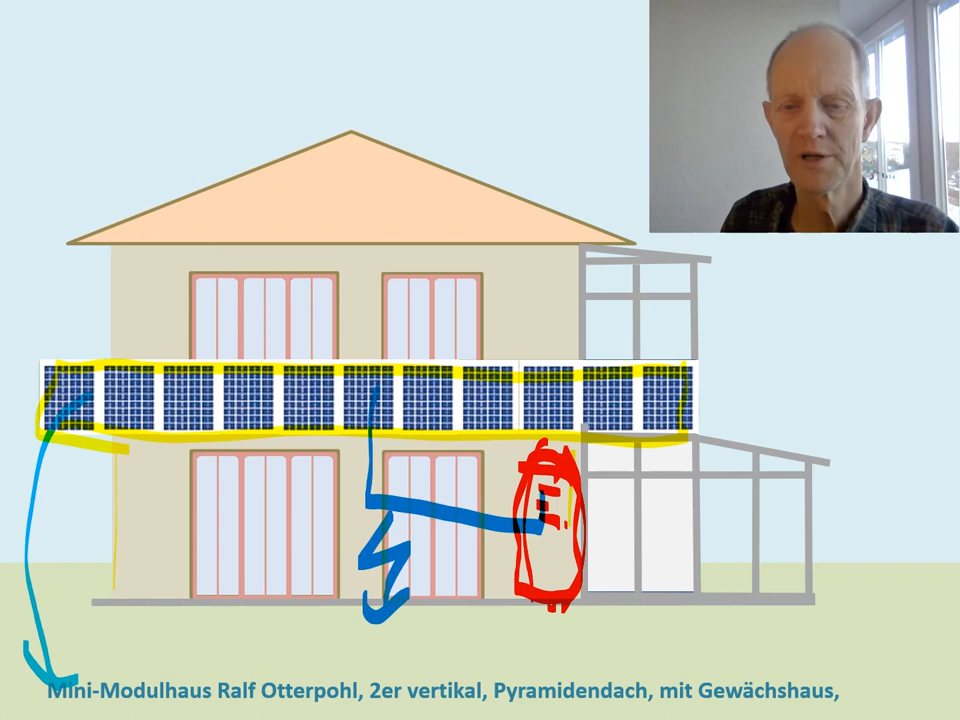 E
Mini-Modulhaus Ralf Otterpohl, 2er vertikal, Pyramidendach, mit Gewächshaus,